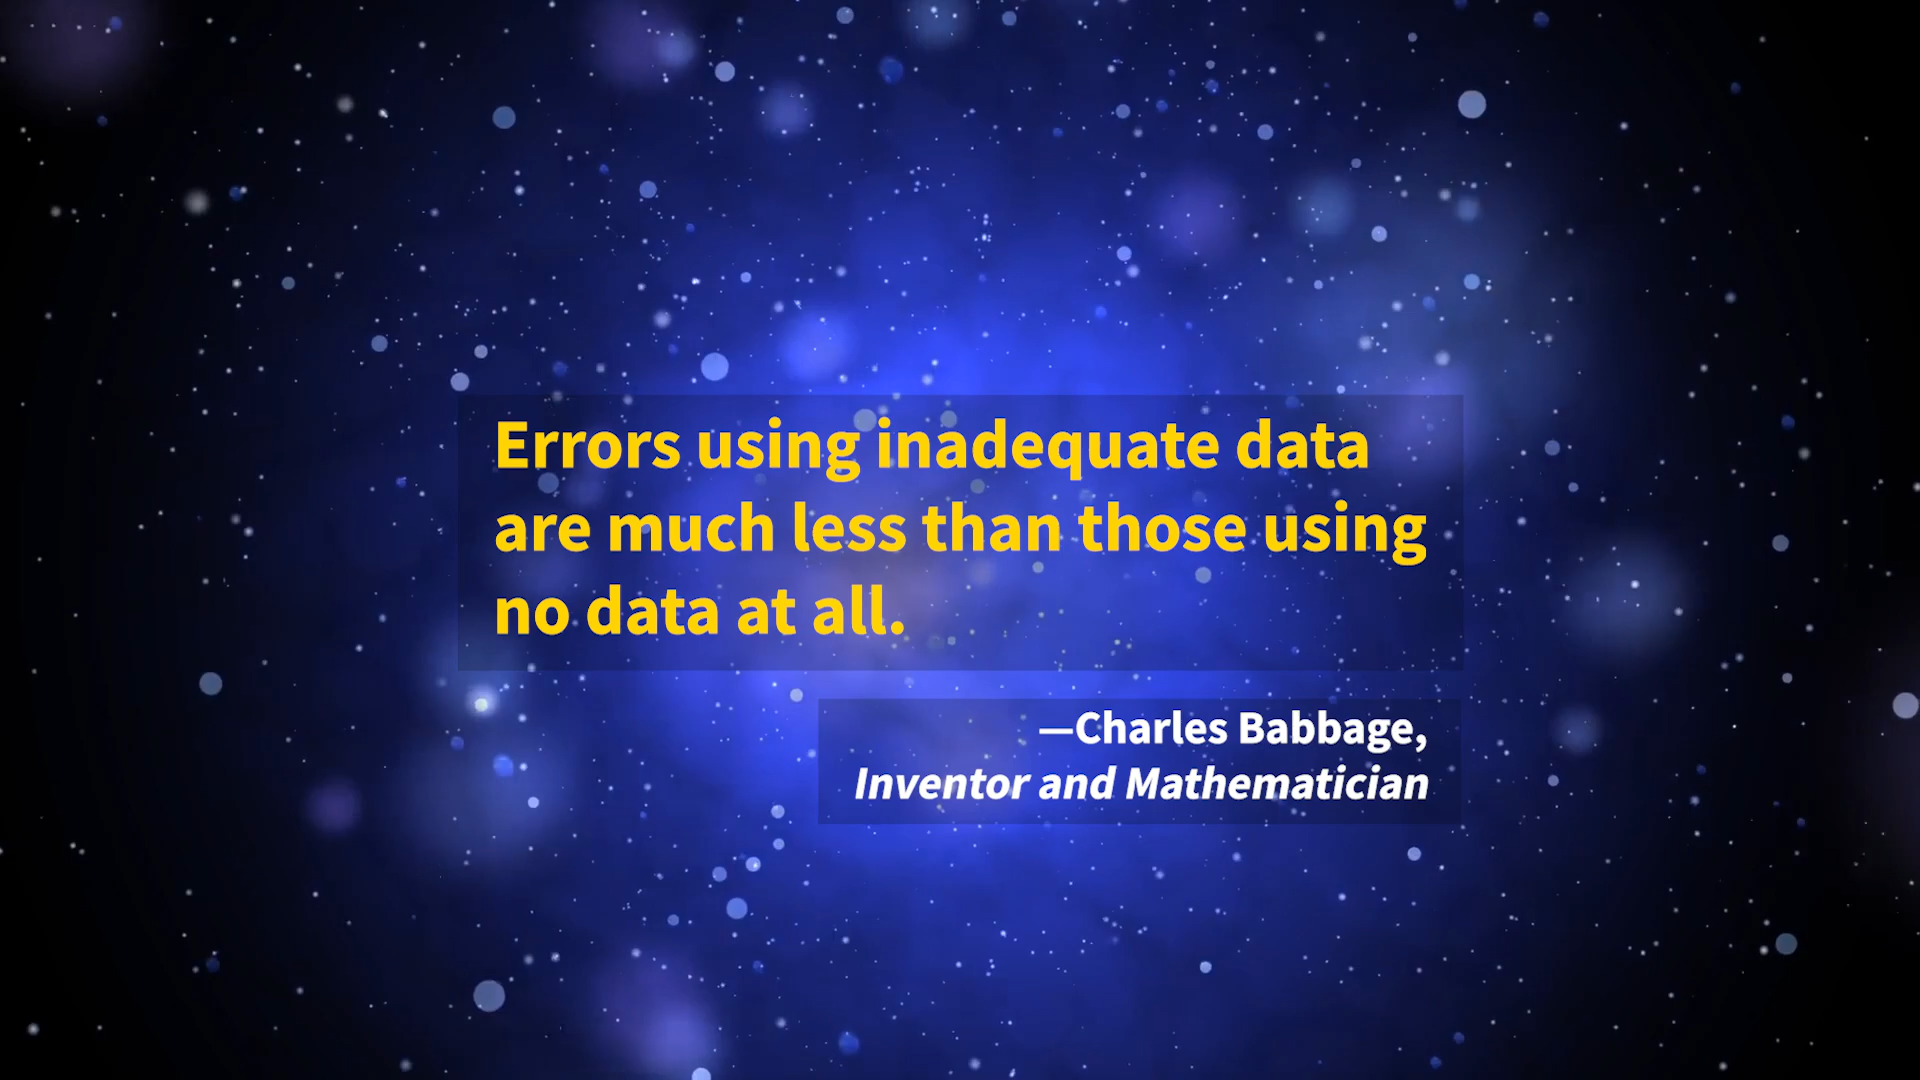 Errors using inadequate data
are much less than those using
no data at all.
—Charles Babbage,
Inventor and Mathematician